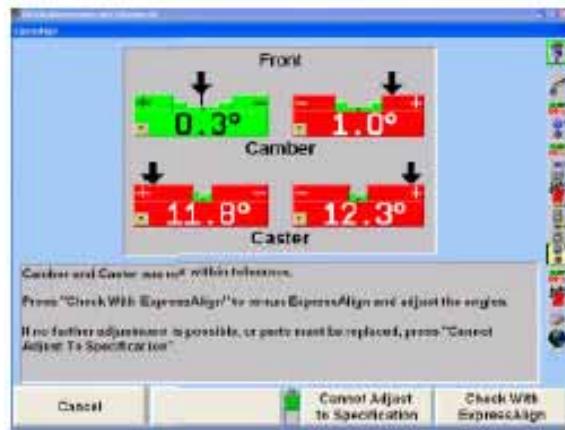 Front
+ - - +
0.3° 1.0°
Camber
+ - - +
11.8° 12.3°
Caster
Camber and Caster was not within tolerance.
Press "Check With ExpressAlign" to rerun ExpressAlign and adjust the angles.
If no further adjustment is possible, or parts must be replaced, press "Cannot
Adjust To Specification"
Cancel
Cannot Adjust
to Specification
Check With
ExpressAlign